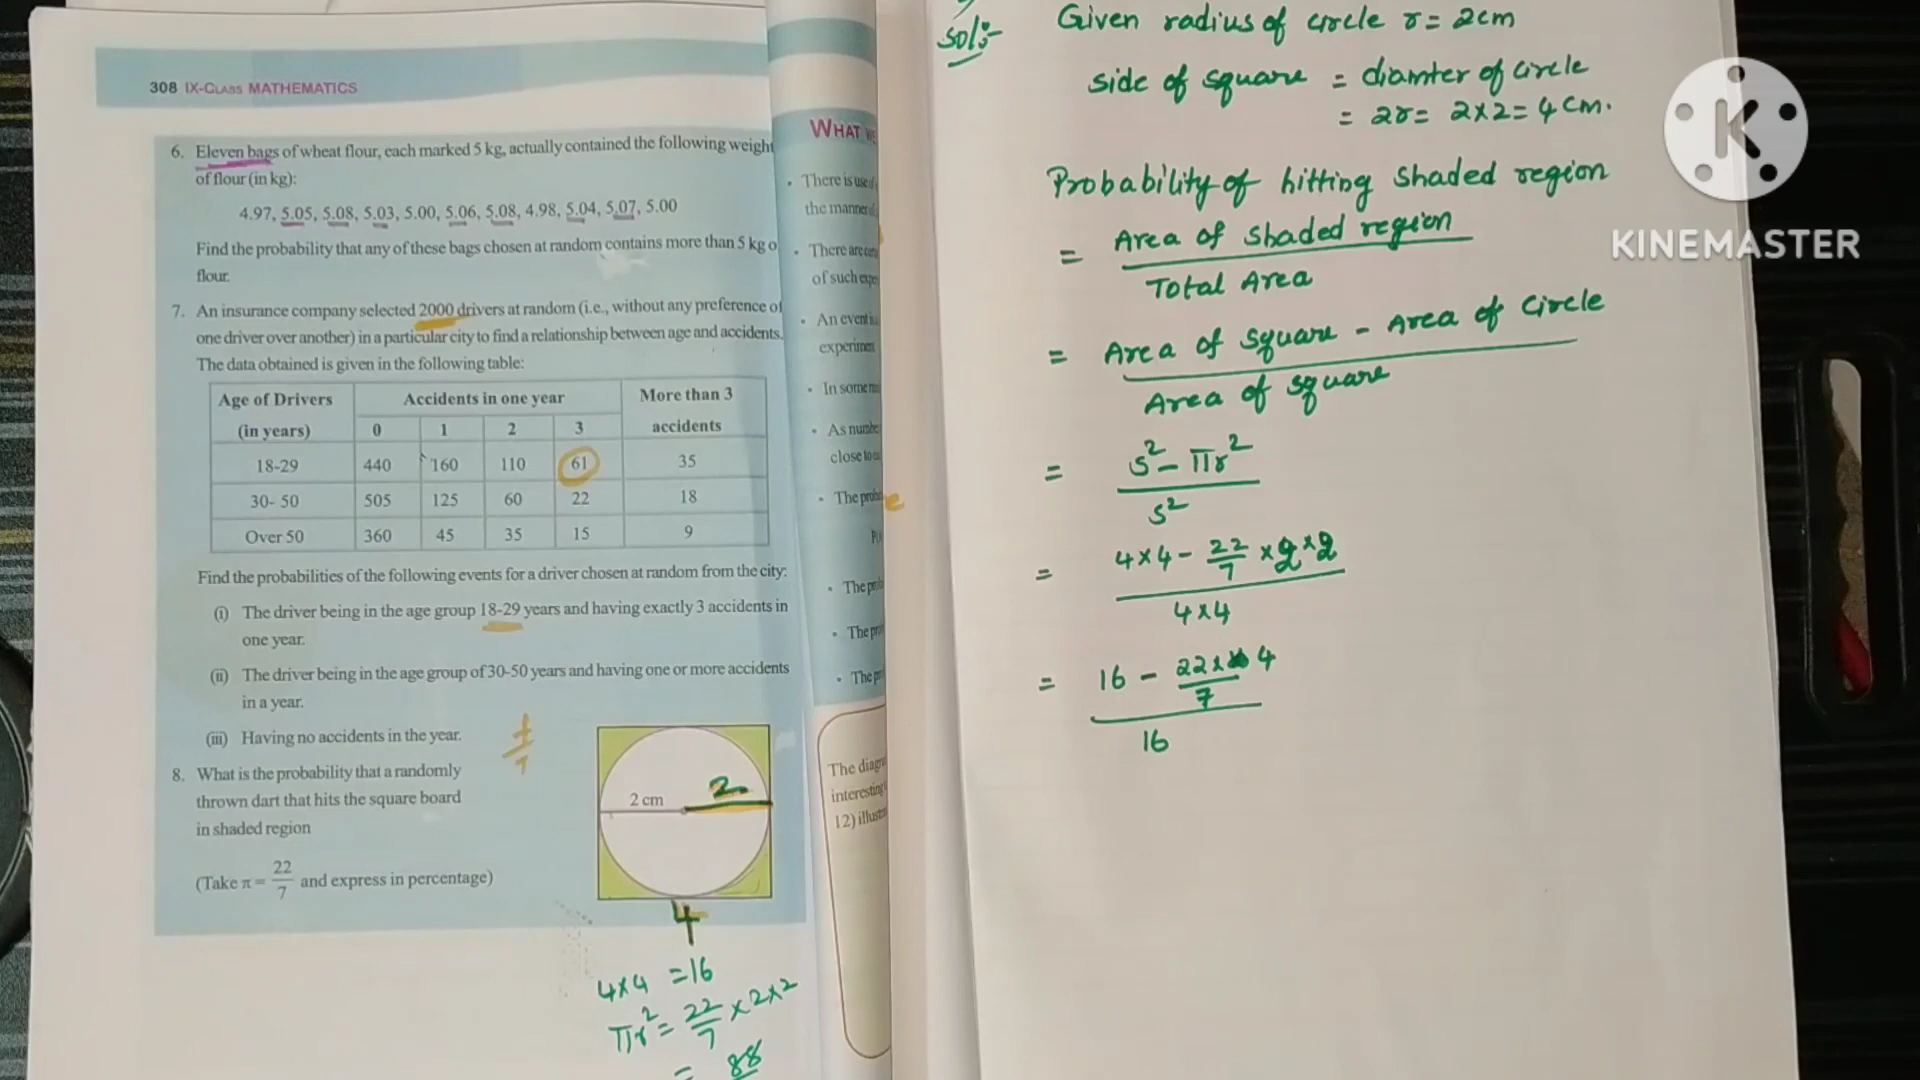 308 IX-CLASS MATHEMATICS
6. Eleven bags of wheat flour, each marked 5 kg, actually contained the following weight
of flour (in kg):
4.97, 5.05, 5.08, 5.03, 5.00, 5.06, 5.08, 4.98, 5.04, 5.07, 5.00
Find the probability that any of these bags chosen at random contains more than 5 kg o
flour.
7. An insurance company selected 2000 drivers at random (i.e., without any preference of
one driver over another) in a particular city to find a relationship between age and accidents.
The data obtained is given in the following table:
Age of Drivers (in years) Accidents in one year More than 3 accidents
0 1 2 3
18-29 440 160 110 61 35
30- 50 505 125 60 22 18
Over 50 360 45 35 15 9
Find the probabilities of the following events for a driver chosen at random from the city:
(i) The driver being in the age group 18-29 years and having exactly 3 accidents in
one year.
(ii) The driver being in the age group of 30-50 years and having one or more accidents
in a year.
(iii) Having no accidents in the year.
8. What is the probability that a randomly
thrown dart that hits the square board
in shaded region
(Take π = 22/7 and express in percentage)
2 cm 2
4
4×4 =16
πr² = 22/7 ×2×2
= 88
WHAT
• There is use
the manner
• There are
of such
• An event is
• In some
• As
close to
• The
• The
• The
• The
The
12)
Sol:-
Given radius of circle r = 2cm
side of square = diamter of circle
= 2r = 2×2 = 4cm.
Probability of hitting shaded region
= Area of shaded region
Total Area
= Area of square - Area of circle
Area of square
= s² - πr²
s²
= 4×4 - 22/7 ×2×2
4×4
= 16 - 22×4/7
16
KINEMASTER